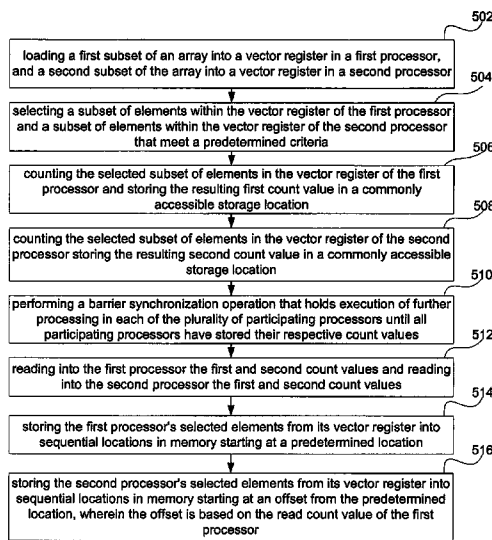 502
loading a first subset of an array into a vector register in a first processor,
and a second subset of the array into a vector register in a second processor
504
selecting a subset of elements within the vector register of the first processor
and a subset of elements within the vector register of the second processor
that meet a predetermined criteria
506
counting the selected subset of elements in the vector register of the first
processor and storing the resulting first count value in a commonly
accessible storage location
508
counting the selected subset of elements in the vector register of the second
processor storing the resulting second count value in a commonly accessible
storage location
510
performing a barrier synchronization operation that holds execution of further
processing in each of the plurality of participating processors until all
participating processors have stored their respective count values
512
reading into the first processor the first and second count values and reading
into the second processor the first and second count values
514
storing the first processor's selected elements from its vector register into
sequential locations in memory starting at a predetermined location
516
storing the second processor's selected elements from its vector register into
sequential locations in memory starting at an offset from the predetermined
location, wherein the offset is based on the read count value of the first
processor